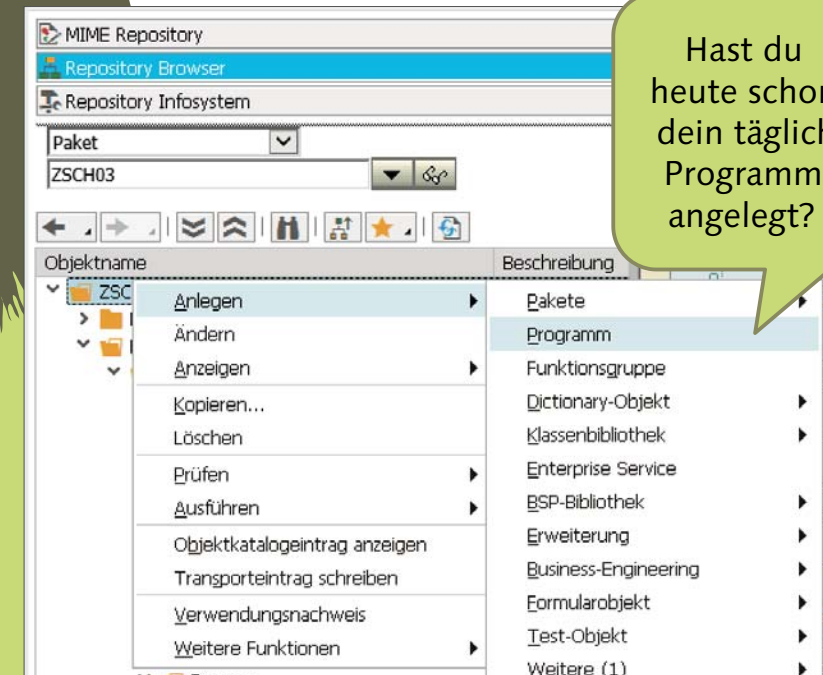 MIME Repository
Repository Browser
Repository Infosystem
Paket
ZSCH03
Objektname
Beschreibung
ZSC
Anlegen
Ändern
Anzeigen
Kopieren...
Löschen
Prüfen
Ausführen
Objektkatalogeintrag anzeigen
Transporteintrag schreiben
Verwendungsnachweis
Weitere Funktionen
Pakete
Programm
Funktionsgruppe
Dictionary-Objekt
Klassenbibliothek
Enterprise Service
BSP-Bibliothek
Erweiterung
Business-Engineering
Formularobjekt
Test-Objekt
Weitere (1)
Hast du
heute schon
dein täglich
Programm
angelegt?